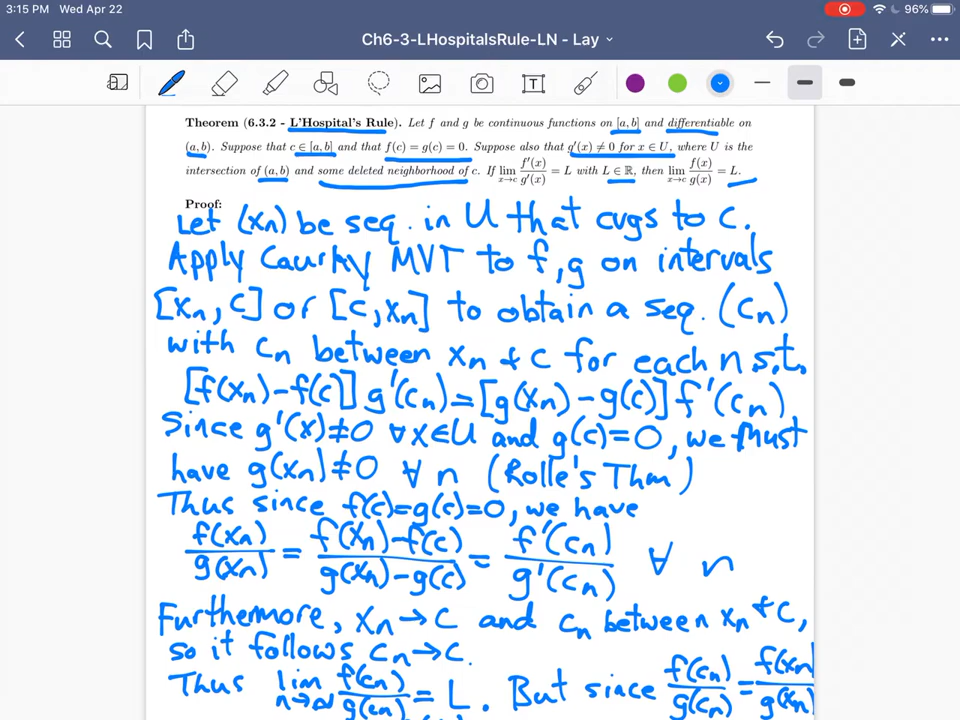 3:15 PM Wed Apr 22 96%
Ch6-3-LHospitalsRule-LN - Lay
Theorem (6.3.2 - L'Hospital's Rule). Let f and g be continuous functions on [a, b] and differentiable on
(a, b). Suppose that c ∈ [a, b] and that f(c) = g(c) = 0. Suppose also that g'(x) ≠ 0 for x ∈ U, where U is the
intersection of (a, b) and some deleted neighborhood of c. If lim_{x→c} f'(x)/g'(x) = L with L ∈ ℝ, then lim_{x→c} f(x)/g(x) = L.
Proof:
Let (xn) be seq. in U that cvgs to c.
Apply Cauchy MVT to f,g on intervals
[xn, c] or [c, xn] to obtain a seq. (cn)
with cn between xn & c for each n s.t.
[f(xn)-f(c)] g'(cn) = [g(xn)-g(c)] f'(cn)
Since g'(x)≠0 ∀x∈U and g(c)=0, we must
have g(xn)≠0 ∀ n (Rolle's Thm)
Thus since f(c)=g(c)=0, we have
f(xn)/g(xn) = f(xn)-f(c)/g(xn)-g(c) = f'(cn)/g'(cn) ∀ n
Furthermore, xn→c and cn between xn & c,
so it follows cn→c.
Thus lim n→∞ f(cn)/g(cn) = L. But since f(cn)/g(cn) = f(xn)/g(xn)